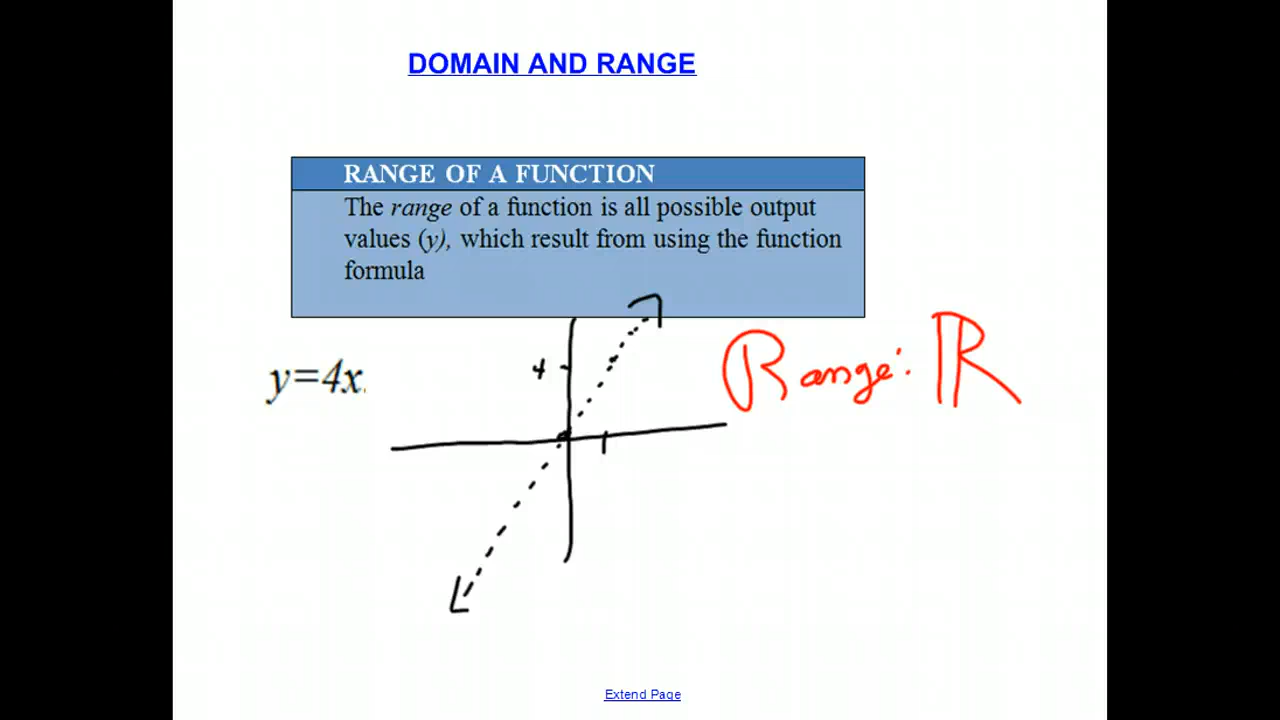 DOMAIN AND RANGE
RANGE OF A FUNCTION
The range of a function is all possible output
values (y), which result from using the function
formula
y=4x.
4
Range: ℝ
Extend Page